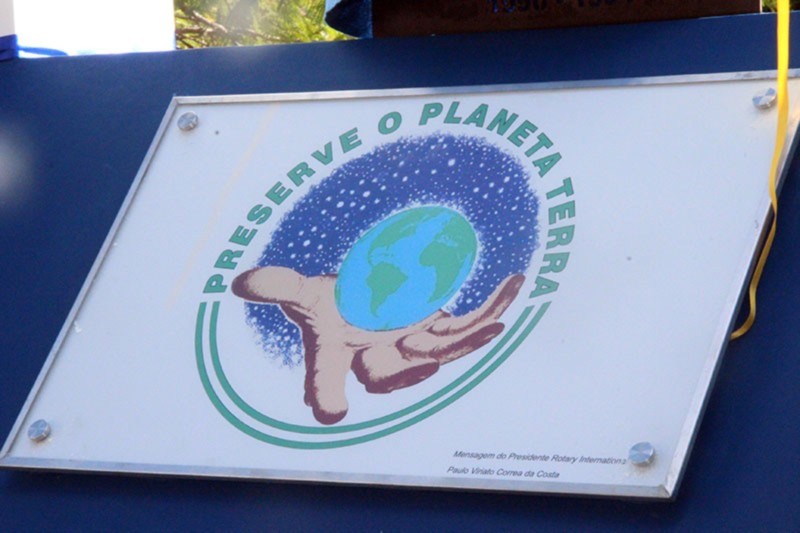 PRESERVE O PLANETA TERRA
Mensagem do Presidente Rotary International
Paulo Viriato Correa da Costa